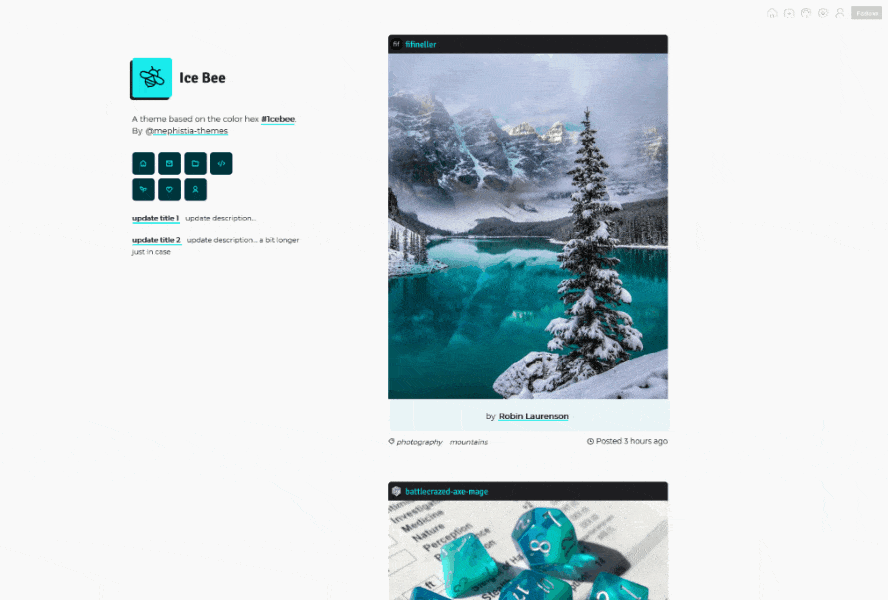 Follow
Ice Bee
A theme based on the color hex #1cebee.
By @mephistia-themes
update title 1 update description...
update title 2 update description... a bit longer
just in case
fifineller
by Robin Laurenson
photography mountains
Posted 3 hours ago
battlecrazed-axe-mage
Investigation
Medicine
Nature
Perception